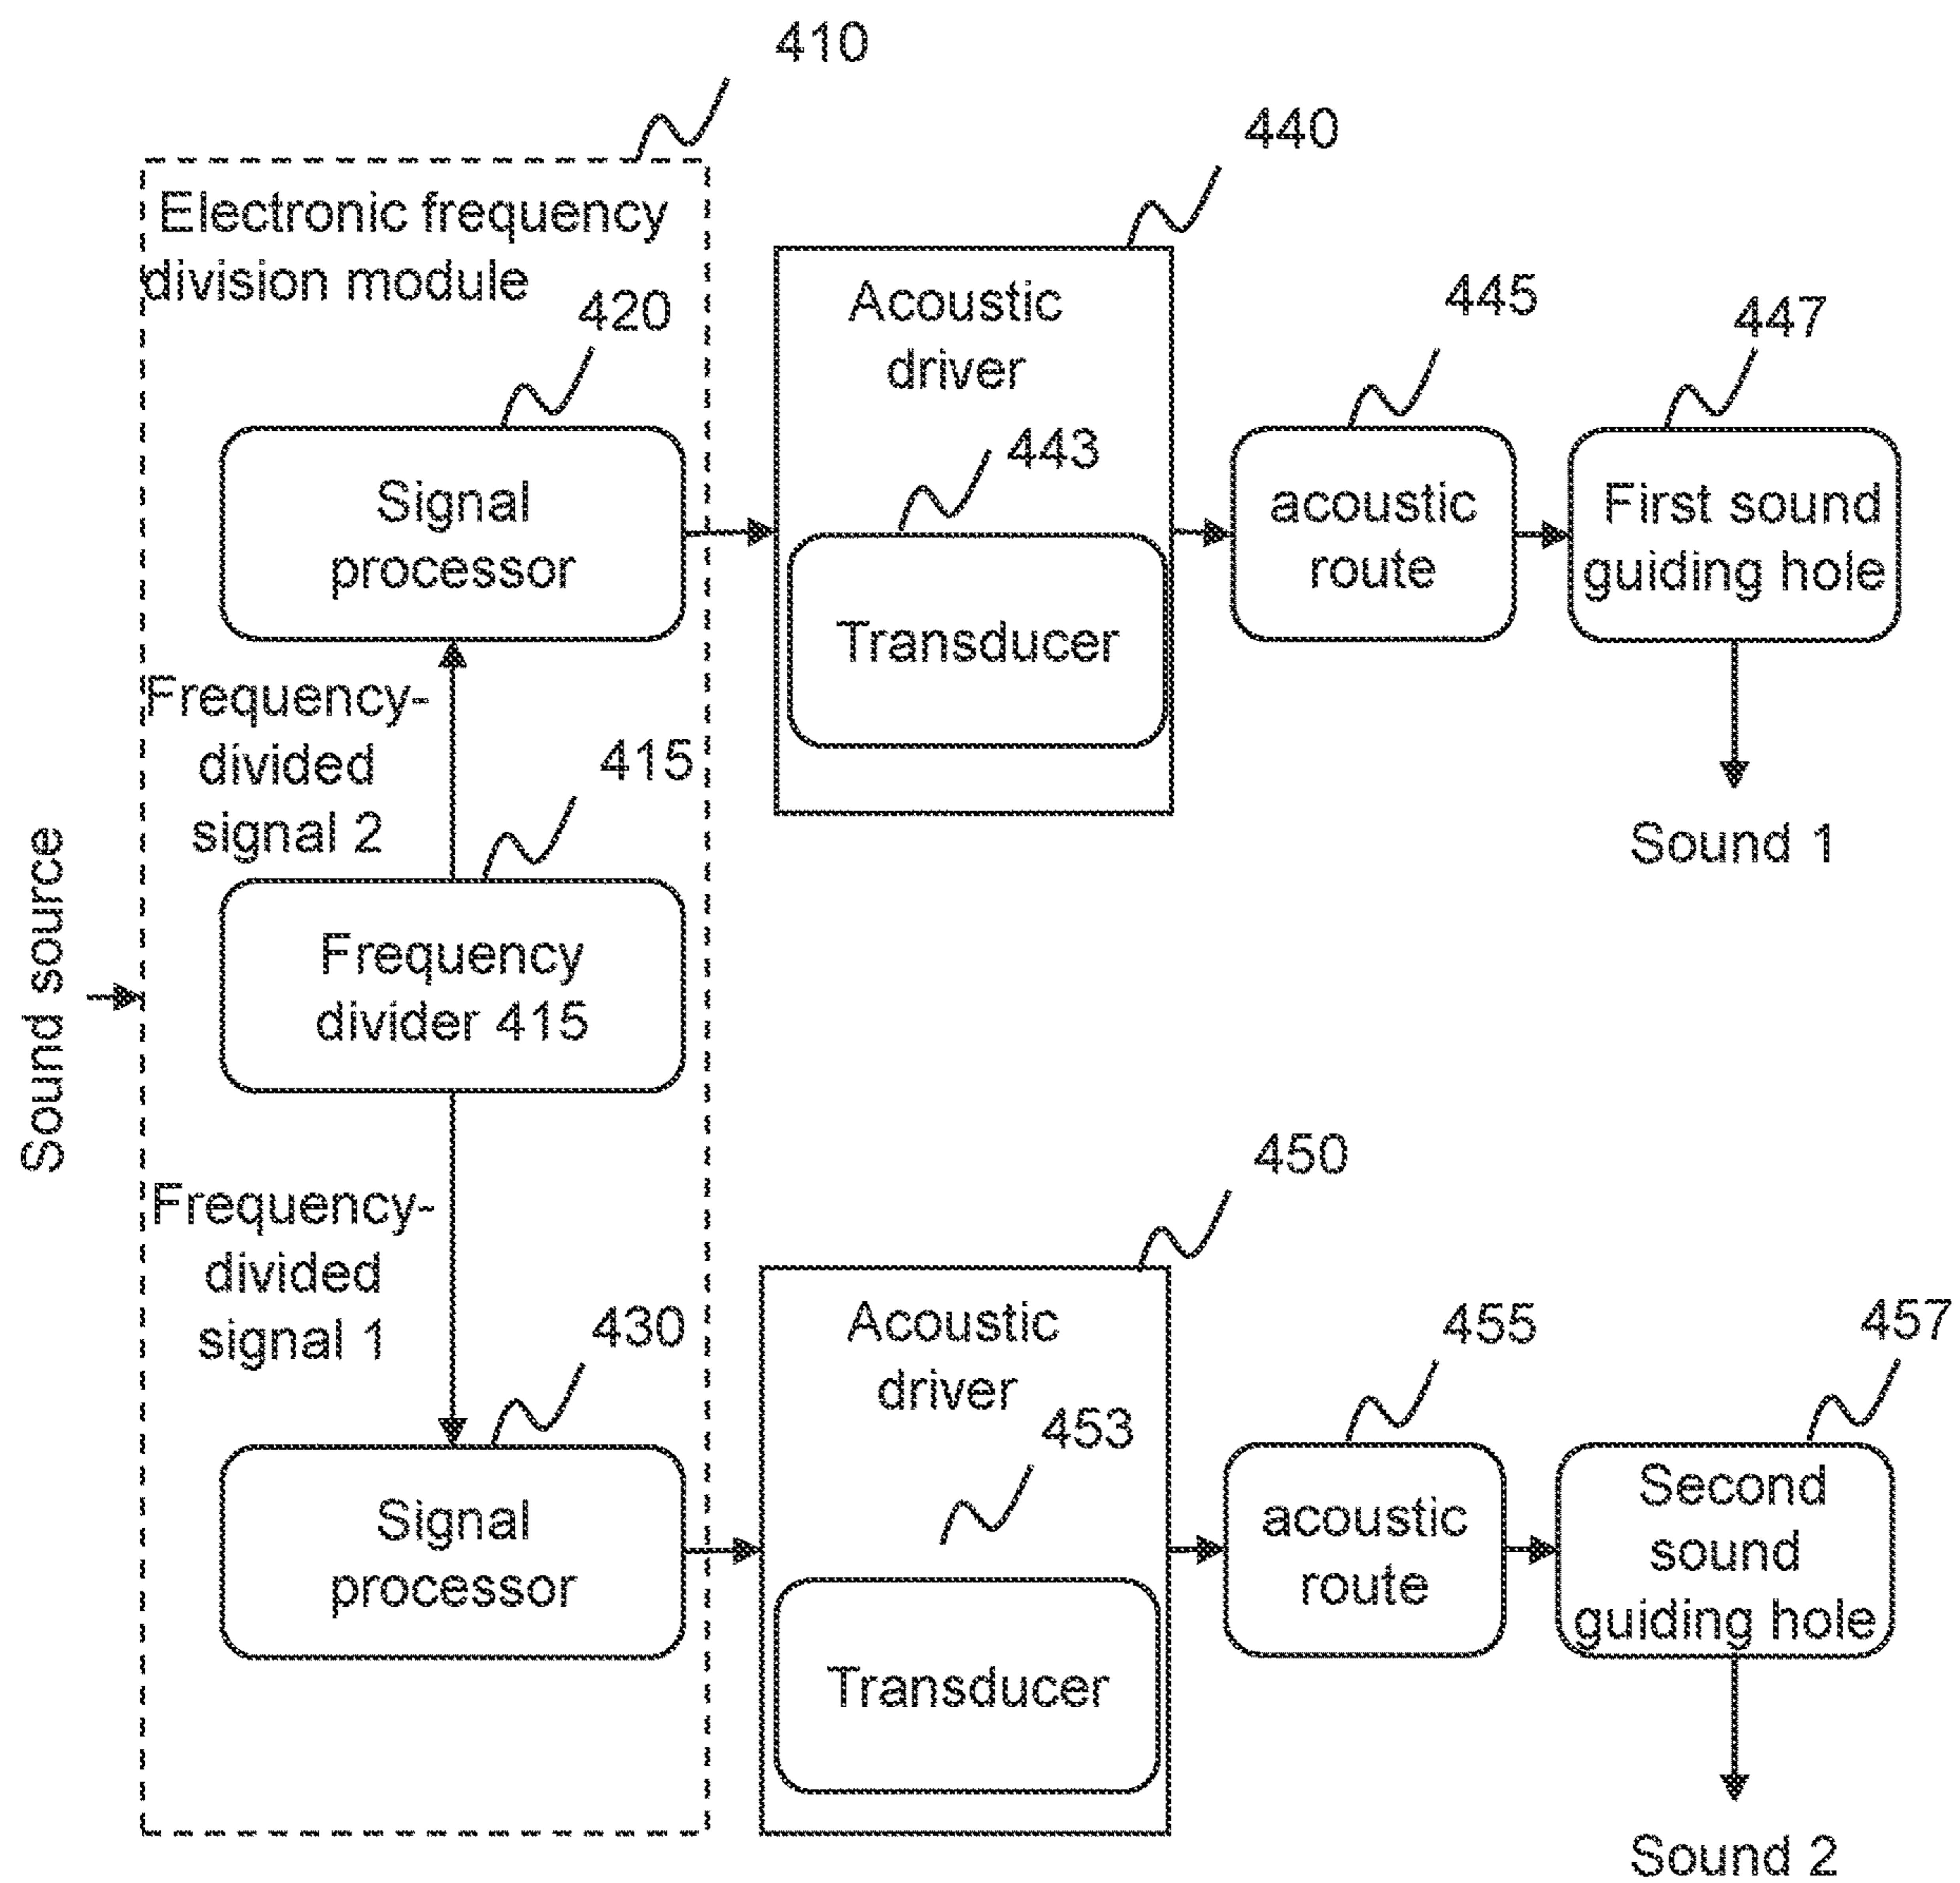 410
440
Electronic frequency
division module
420
Acoustic
driver
445
447
443
Signal
processor
Transducer
acoustic
route
First sound
guiding hole
Frequency-
divided
signal 2
415
Sound 1
Sound source
Frequency
divider 415
450
Frequency-
divided
signal 1
430
Acoustic
driver
455
457
453
Signal
processor
Transducer
acoustic
route
Second
sound
guiding hole
Sound 2